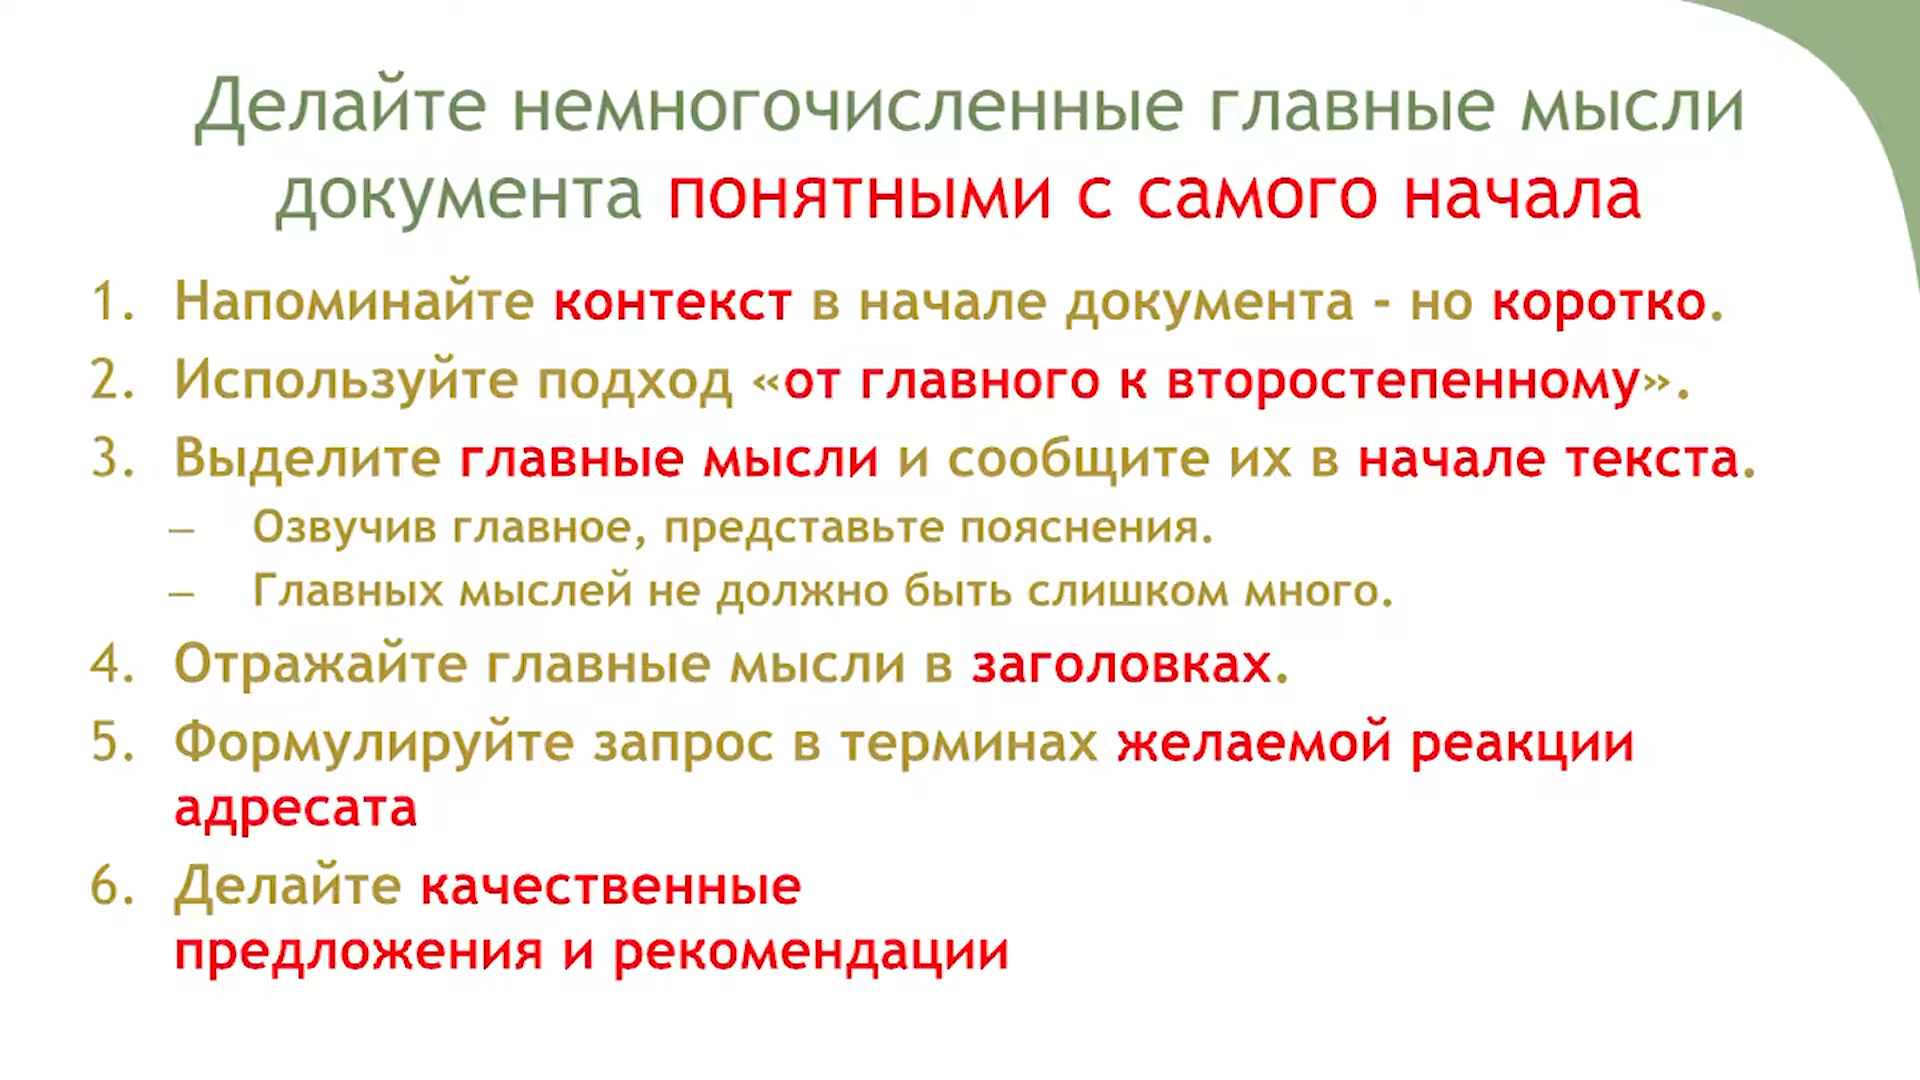 Делайте немногочисленные главные мысли
документа понятными с самого начала
1. Напоминайте контекст в начале документа - но коротко.
2. Используйте подход «от главного к второстепенному».
3. Выделите главные мысли и сообщите их в начале текста.
– Озвучив главное, представьте пояснения.
– Главных мыслей не должно быть слишком много.
4. Отражайте главные мысли в заголовках.
5. Формулируйте запрос в терминах желаемой реакции
адресата
6. Делайте качественные
предложения и рекомендации